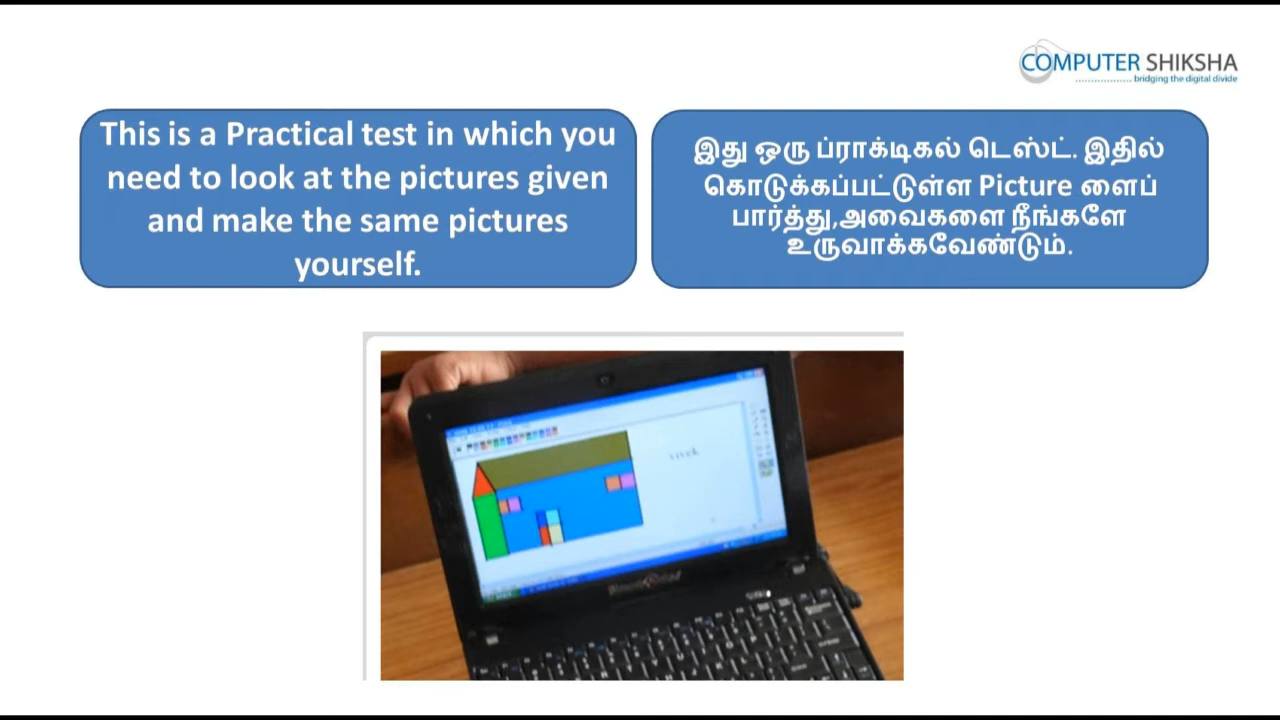 COMPUTER SHIKSHA
bridging the digital divide
This is a Practical test in which you
need to look at the pictures given
and make the same pictures
yourself.
இது ஒரு ப்ராக்டிகல் டெஸ்ட். இதில்
கொடுக்கப்பட்டுள்ள Picture ளைப்
பார்த்து,அவைகளை நீங்களே
உருவாக்கவேண்டும்.
vivek